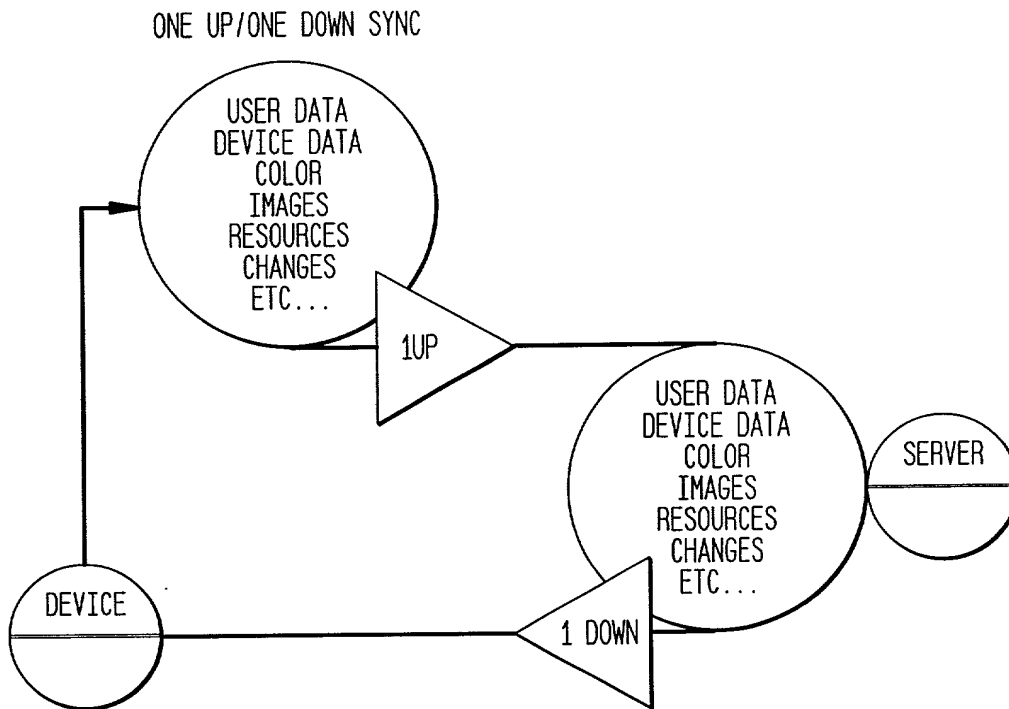 ONE UP/ONE DOWN SYNC
USER DATA
DEVICE DATA
COLOR
IMAGES
RESOURCES
CHANGES
ETC...
1UP
USER DATA
DEVICE DATA
COLOR
IMAGES
RESOURCES
CHANGES
ETC...
SERVER
DEVICE
1 DOWN